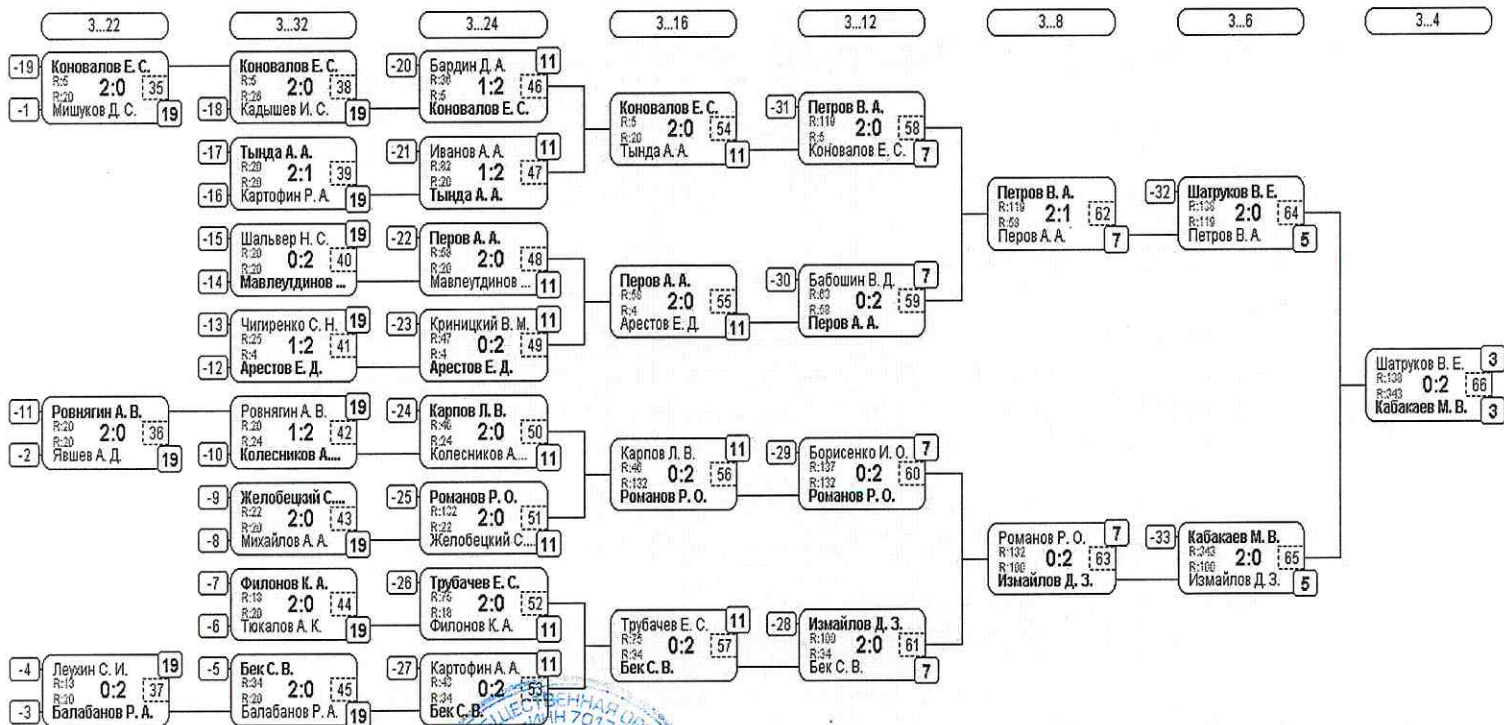 3...22
3...32
3...24
3...16
3...12
3...8
3...6
3...4
-19
Коновалов Е. С.
R:5
2:0
35
R:20
-1
Мишуков Д. С.
19
-11
Ровнягин А. В.
R:20
2:0
36
R:20
-2
Явшев А. Д.
19
-4
Леухин С. И.
19
R:13
0:2
37
R:20
-3
Балабанов Р. А.
Коновалов Е. С.
R:5
2:0
38
R:26
-18
Кадышев И. С.
19
-17
Тында А. А.
R:20
2:1
39
R:20
-16
Картофин Р. А.
19
-15
Шальвер Н. С.
19
R:20
0:2
40
R:20
-14
Мавлеутдинов ...
-13
Чигиренко С. Н.
19
R:25
1:2
41
R:4
-12
Арестов Е. Д.
Ровнягин А. В.
19
R:20
1:2
42
R:24
-10
Колесников А....
-9
Желобецкий С....
R:22
2:0
43
R:20
-8
Михайлов А. А.
19
-7
Филонов К. А.
R:18
2:0
44
R:20
-6
Тюкалов А. К.
19
-5
Бек С. В.
R:34
2:0
45
R:20
Балабанов Р. А.
19
-20
Бардин Д. А.
11
R:36
1:2
46
R:5
Коновалов Е. С.
-21
Иванов А. А.
11
R:82
1:2
47
R:20
Тында А. А.
-22
Перов А. А.
R:58
2:0
48
R:20
Мавлеутдинов ...
11
-23
Криницкий В. М.
11
R:47
0:2
49
R:4
Арестов Е. Д.
-24
Карпов Л. В.
R:46
2:0
50
R:24
Колесников А....
11
-25
Романов Р. О.
R:132
2:0
51
R:22
Желобецкий С....
11
-26
Трубачев Е. С.
R:75
2:0
52
R:18
Филонов К. А.
11
-27
Картофин А. А.
11
R:43
0:2
53
R:34
Бек С. В.
Коновалов Е. С.
R:5
2:0
54
R:20
Тында А. А.
11
Перов А. А.
R:58
2:0
55
R:4
Арестов Е. Д.
11
Карпов Л. В.
11
R:46
0:2
56
R:132
Романов Р. О.
Трубачев Е. С.
11
R:75
0:2
57
R:34
Бек С. В.
-31
Петров В. А.
R:119
2:0
58
R:5
Коновалов Е. С.
7
-30
Бабошин В. Д.
7
R:63
0:2
59
R:58
Перов А. А.
-29
Борисенко И. О.
7
R:137
0:2
60
R:132
Романов Р. О.
-28
Измайлов Д. З.
R:100
2:0
61
R:34
Бек С. В.
7
Петров В. А.
R:119
2:1
62
R:58
Перов А. А.
7
Романов Р. О.
7
R:132
0:2
63
R:100
Измайлов Д. З.
-32
Шатруков В. Е.
R:138
2:0
64
R:119
Петров В. А.
5
-33
Кабакаев М. В.
R:343
2:0
65
R:100
Измайлов Д. З.
5
Шатруков В. Е.
3
R:138
0:2
66
R:343
Кабакаев М. В.
3
ИНН 7017